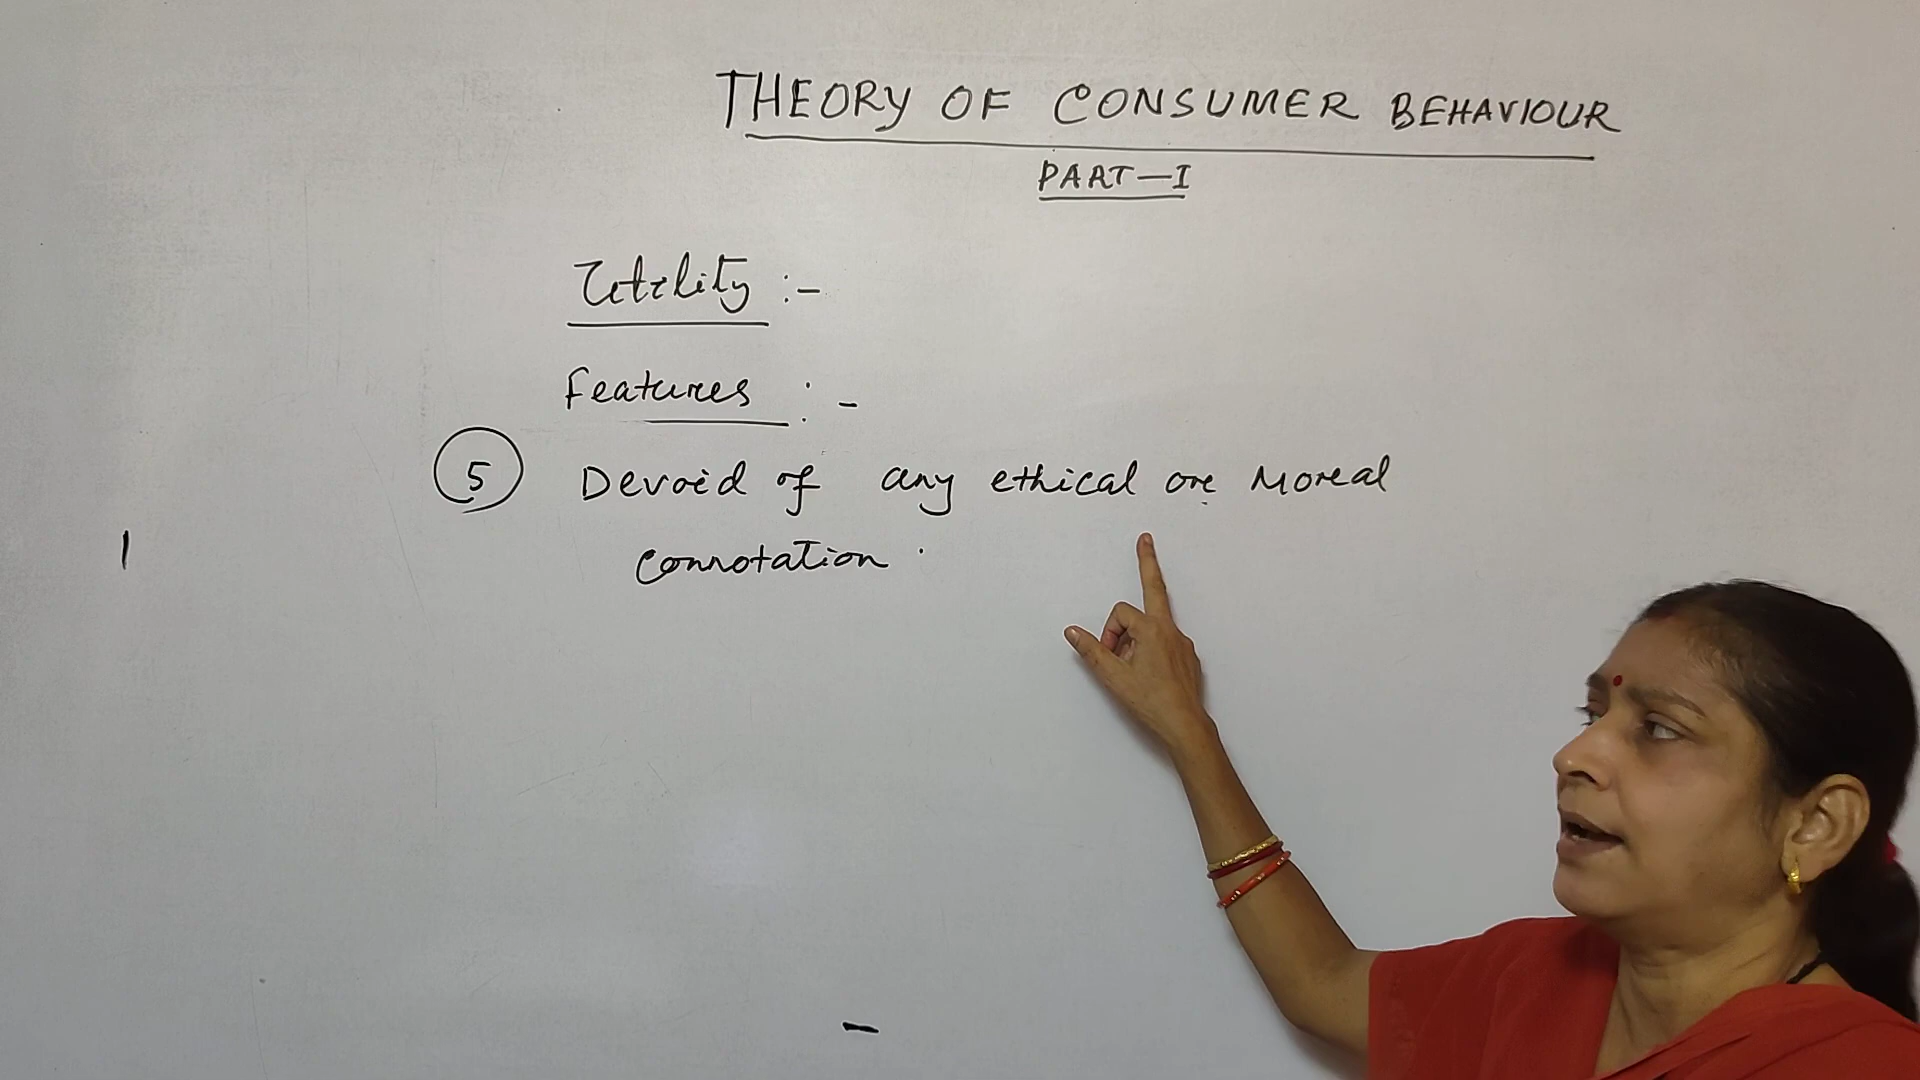 THEORY OF CONSUMER BEHAVIOUR
PART-I
Utility :-
Features :-
5 Devoid of any ethical or Moral
Connotation.